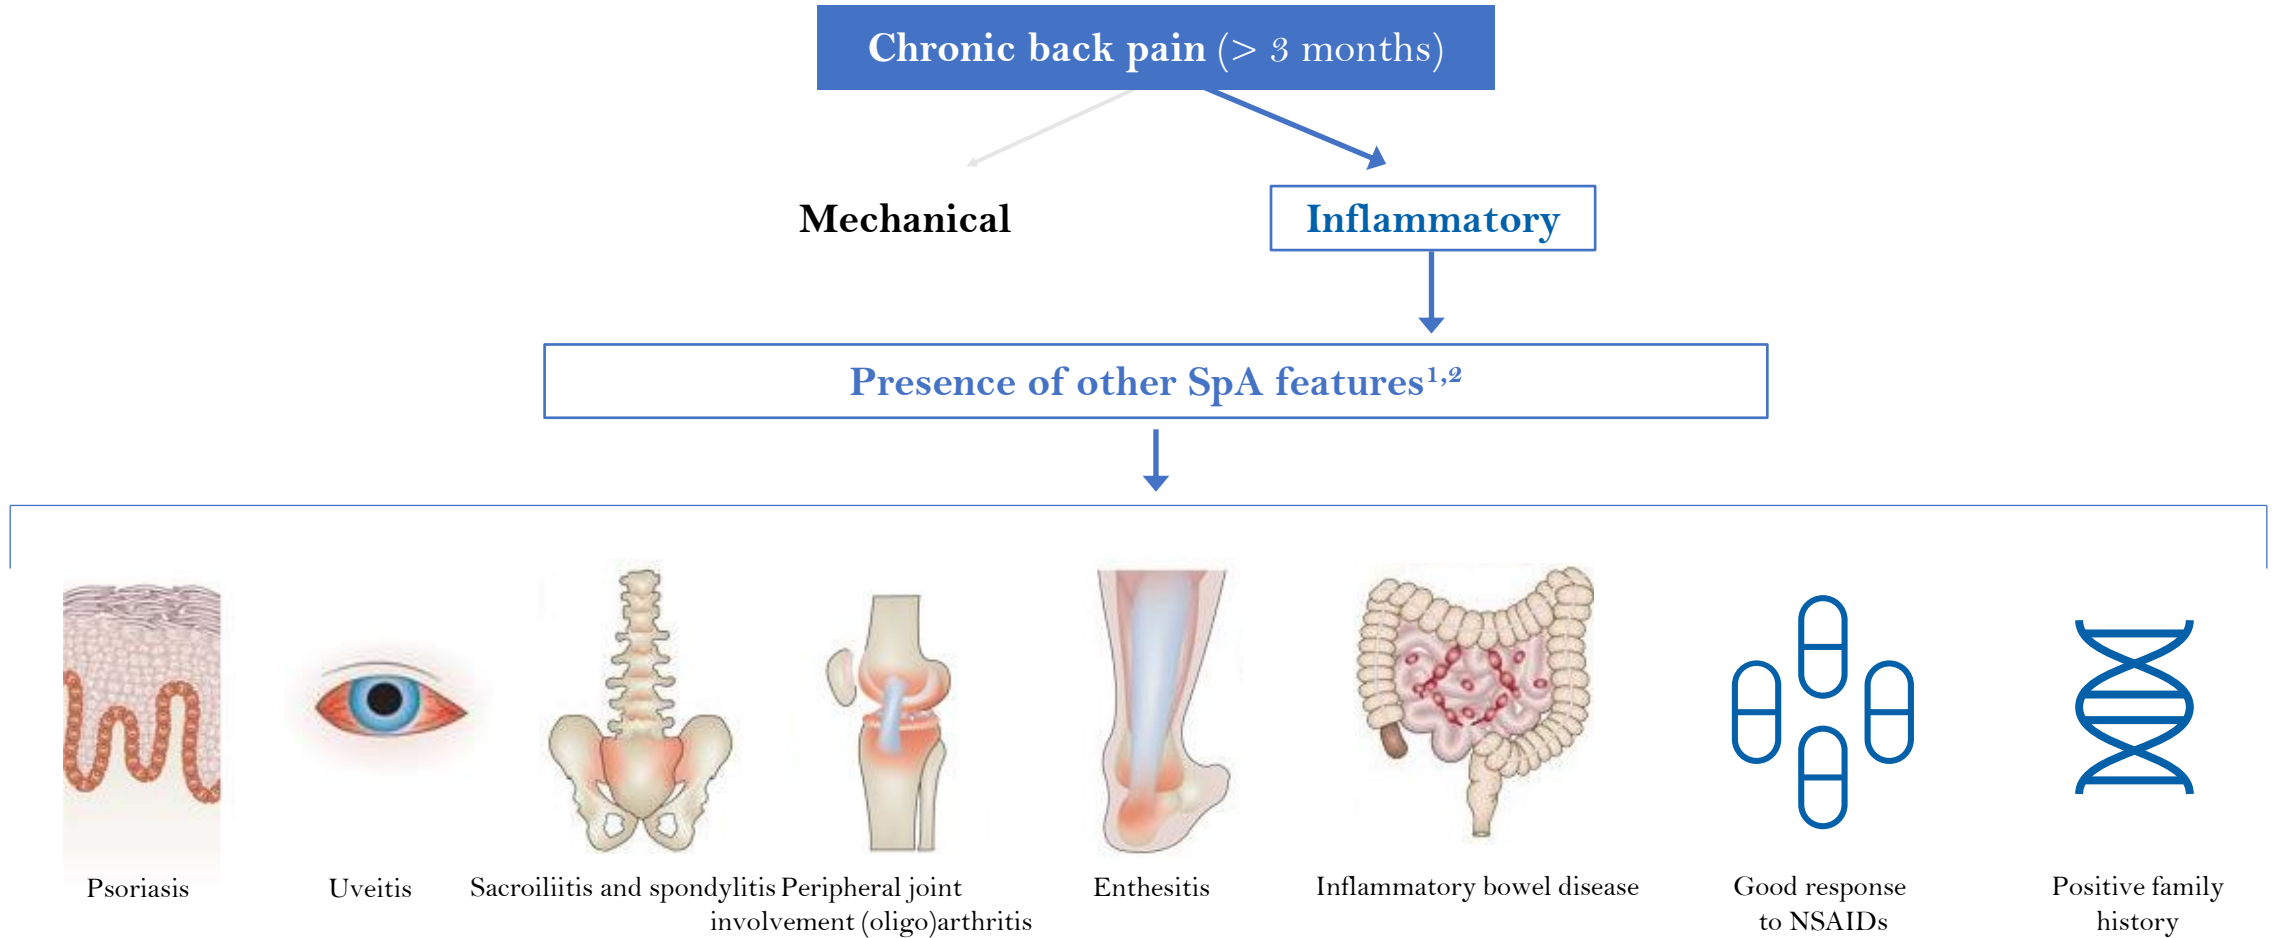 Chronic back pain (> 3 months)
Mechanical
Inflammatory
Presence of other SpA features¹,²
Psoriasis
Uveitis
Sacroiliitis and spondylitis
Peripheral joint
involvement (oligo)arthritis
Enthesitis
Inflammatory bowel disease
Good response
to NSAIDs
Positive family
history